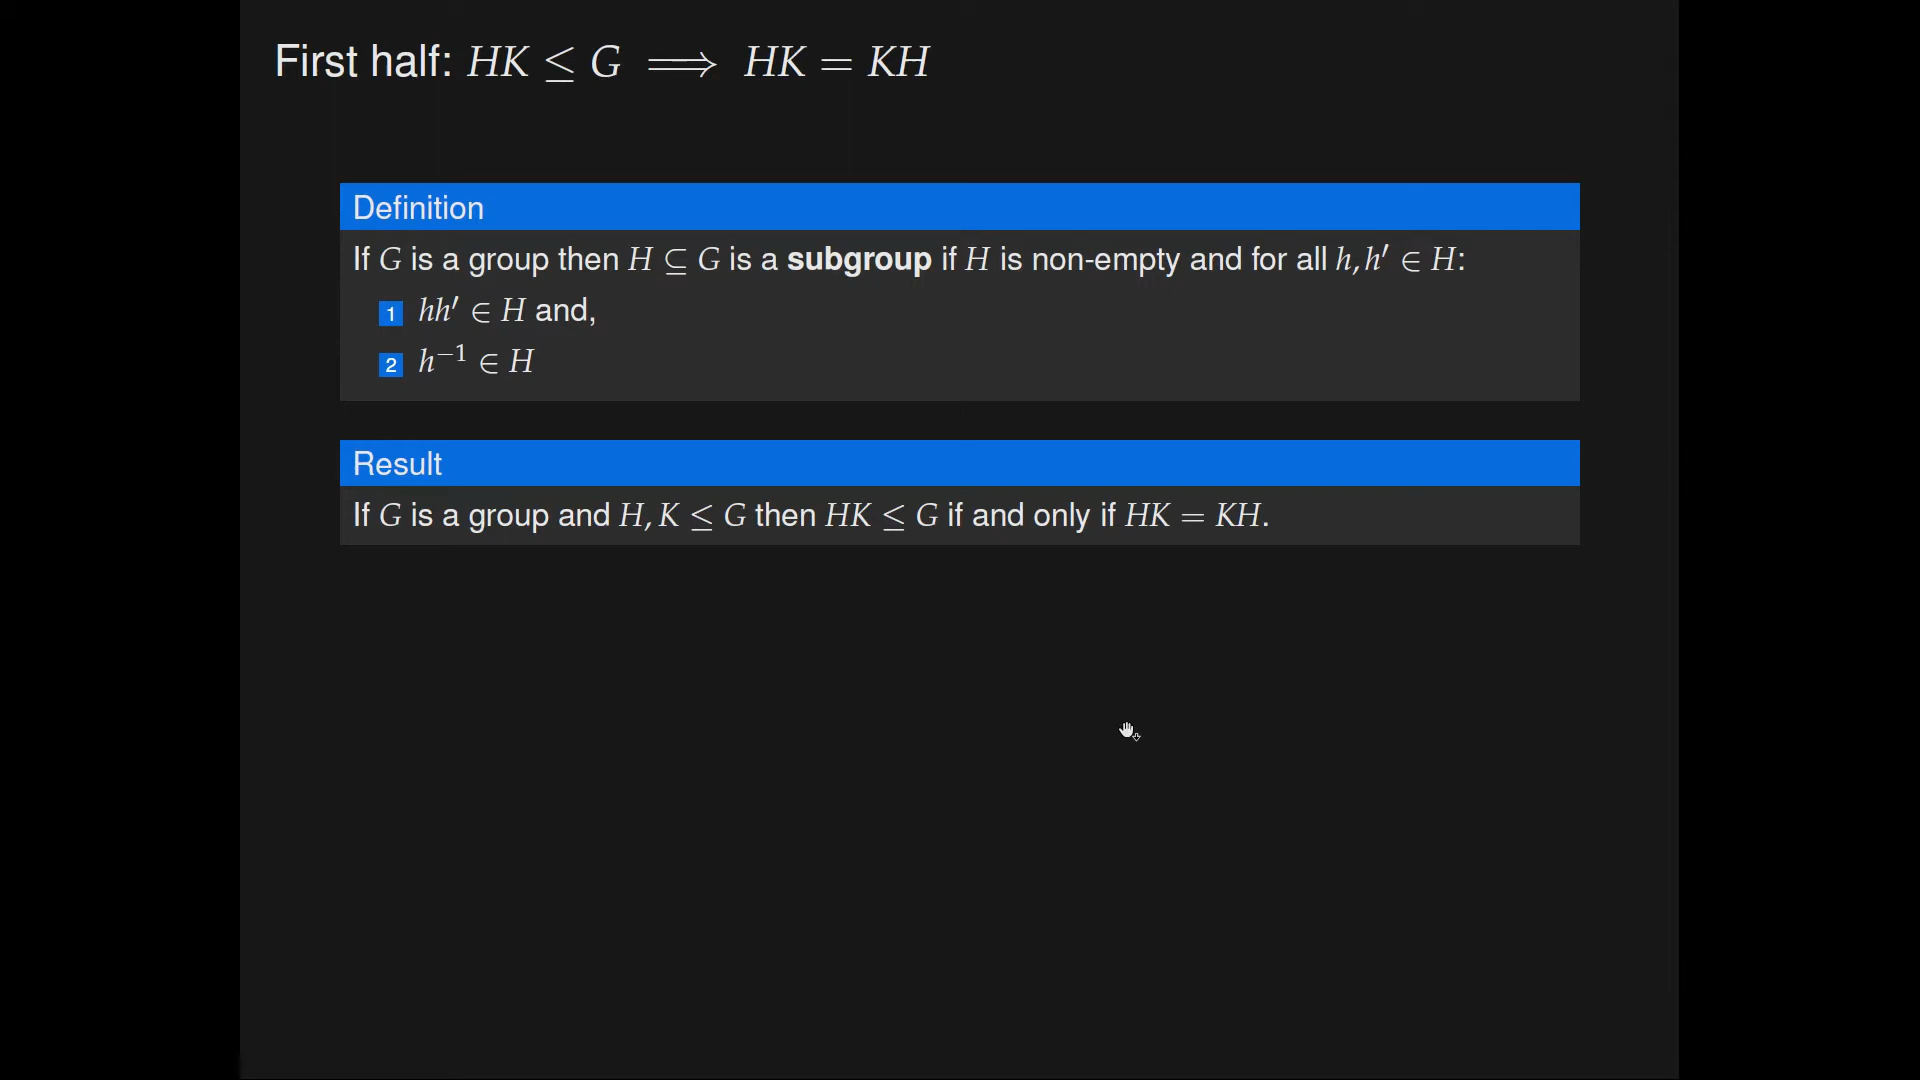 First half: HK ≤ G ⟹ HK = KH
Definition
If G is a group then H ⊆ G is a subgroup if H is non-empty and for all h, h′ ∈ H:
1 hh′ ∈ H and,
2 h⁻¹ ∈ H
Result
If G is a group and H, K ≤ G then HK ≤ G if and only if HK = KH.